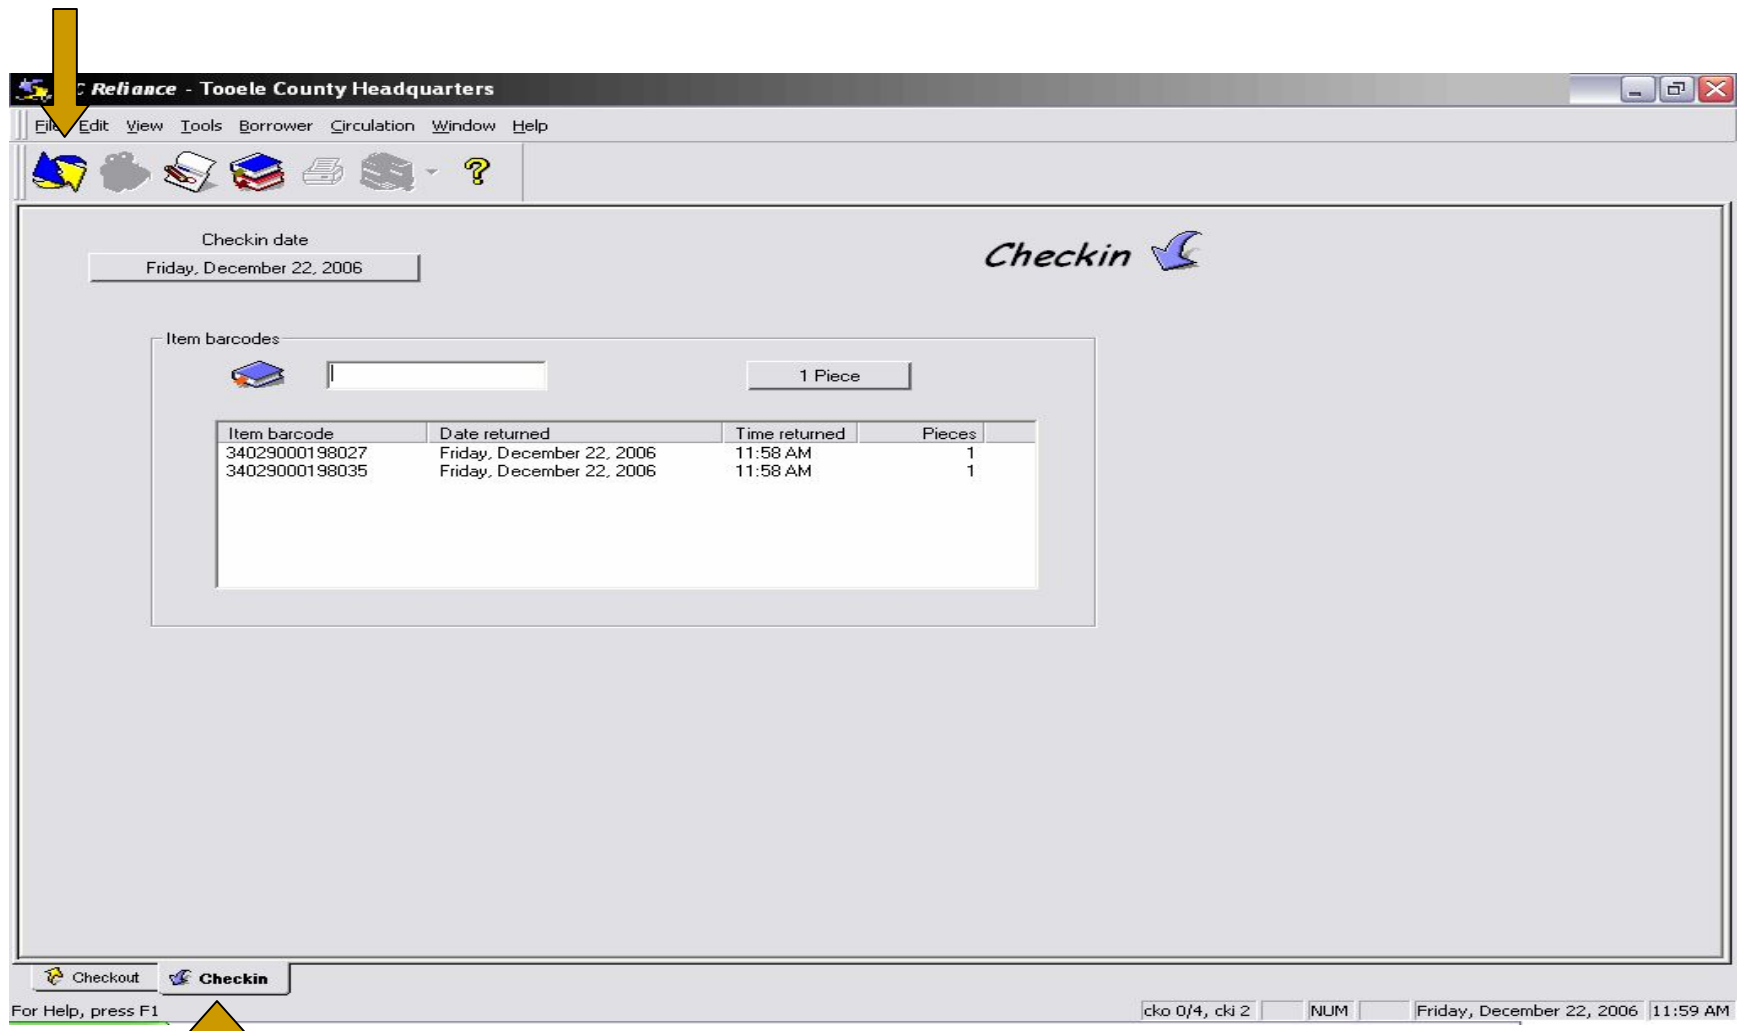 C Reliance - Tooele County Headquarters
File Edit View Tools Borrower Circulation Window Help
Checkin date
Friday, December 22, 2006
Checkin
Item barcodes
1 Piece
Item barcode Date returned Time returned Pieces
34029000198027 Friday, December 22, 2006 11:58 AM 1
34029000198035 Friday, December 22, 2006 11:58 AM 1
Checkout Checkin
For Help, press F1 cko 0/4, cki 2 NUM Friday, December 22, 2006 11:59 AM